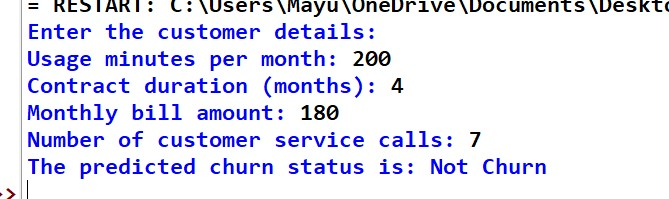 = RESTART: C:\Users\Mayu\OneDrive\Documents\Deskto
Enter the customer details:
Usage minutes per month: 200
Contract duration (months): 4
Monthly bill amount: 180
Number of customer service calls: 7
The predicted churn status is: Not Churn
>>